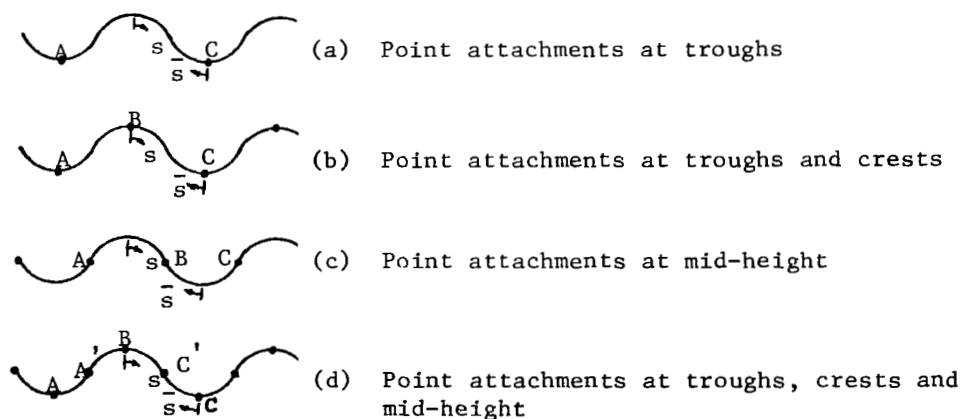 A s C s̄
(a) Point attachments at troughs
A B s C s̄
(b) Point attachments at troughs and crests
A s B C s̄
(c) Point attachments at mid-height
A A' B s C' s̄ C
(d) Point attachments at troughs, crests and
mid-height